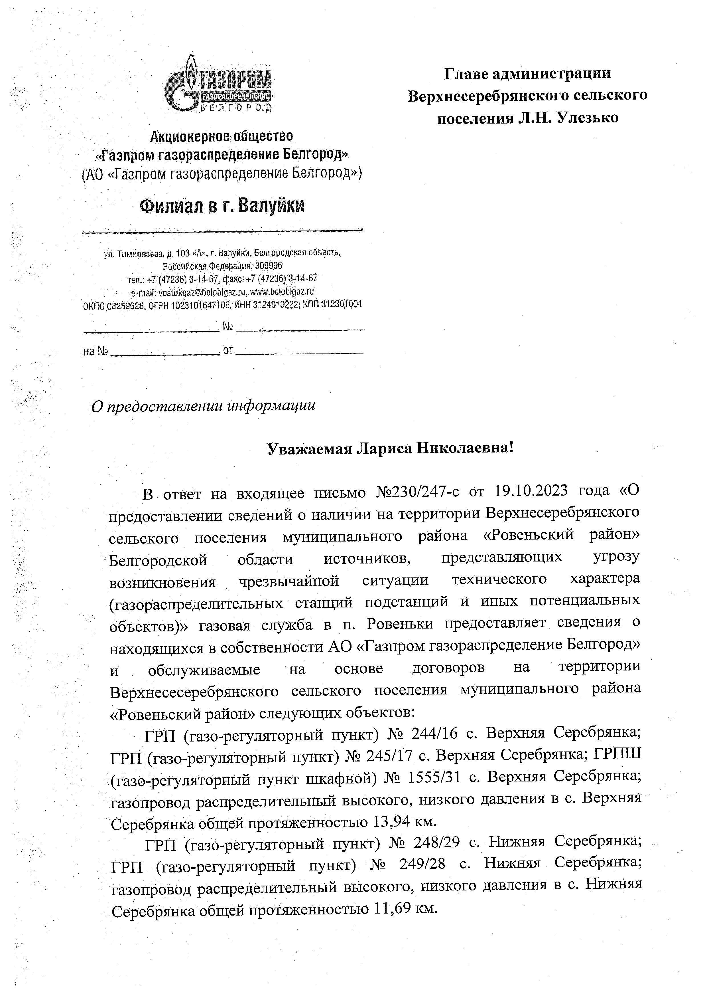 ГАЗПРОМ
ГАЗОРАСПРЕДЕЛЕНИЕ
БЕЛГОРОД
Акционерное общество
«Газпром газораспределение Белгород»
(АО «Газпром газораспределение Белгород»)
Филиал в г. Валуйки
ул. Тимирязева, д. 103 «А», г. Валуйки, Белгородская область,
Российская Федерация, 309996
тел.: +7 (47236) 3-14-67, факс: +7 (47236) 3-14-67
e-mail: vostokgaz@beloblgaz.ru, www.beloblgaz.ru
ОКПО 03259626, ОГРН 1023101647106, ИНН 3124010222, КПП 312301001
№
на № от
Главе администрации
Верхнесеребрянского сельского
поселения Л.Н. Улезько
О предоставлении информации
Уважаемая Лариса Николаевна!
В ответ на входящее письмо №230/247-с от 19.10.2023 года «О
предоставлении сведений о наличии на территории Верхнесеребрянского
сельского поселения муниципального района «Ровеньский район»
Белгородской области источников, представляющих угрозу
возникновения чрезвычайной ситуации технического характера
(газораспределительных станций подстанций и иных потенциальных
объектов)» газовая служба в п. Ровеньки предоставляет сведения о
находящихся в собственности АО «Газпром газораспределение Белгород»
и обслуживаемые на основе договоров на территории
Верхнесесеребрянского сельского поселения муниципального района
«Ровеньский район» следующих объектов:
ГРП (газо-регуляторный пункт) № 244/16 с. Верхняя Серебрянка;
ГРП (газо-регуляторный пункт) № 245/17 с. Верхняя Серебрянка; ГРПШ
(газо-регуляторный пункт шкафной) № 1555/31 с. Верхняя Серебрянка;
газопровод распределительный высокого, низкого давления в с. Верхняя
Серебрянка общей протяженностью 13,94 км.
ГРП (газо-регуляторный пункт) № 248/29 с. Нижняя Серебрянка;
ГРП (газо-регуляторный пункт) № 249/28 с. Нижняя Серебрянка;
газопровод распределительный высокого, низкого давления в с. Нижняя
Серебрянка общей протяженностью 11,69 км.